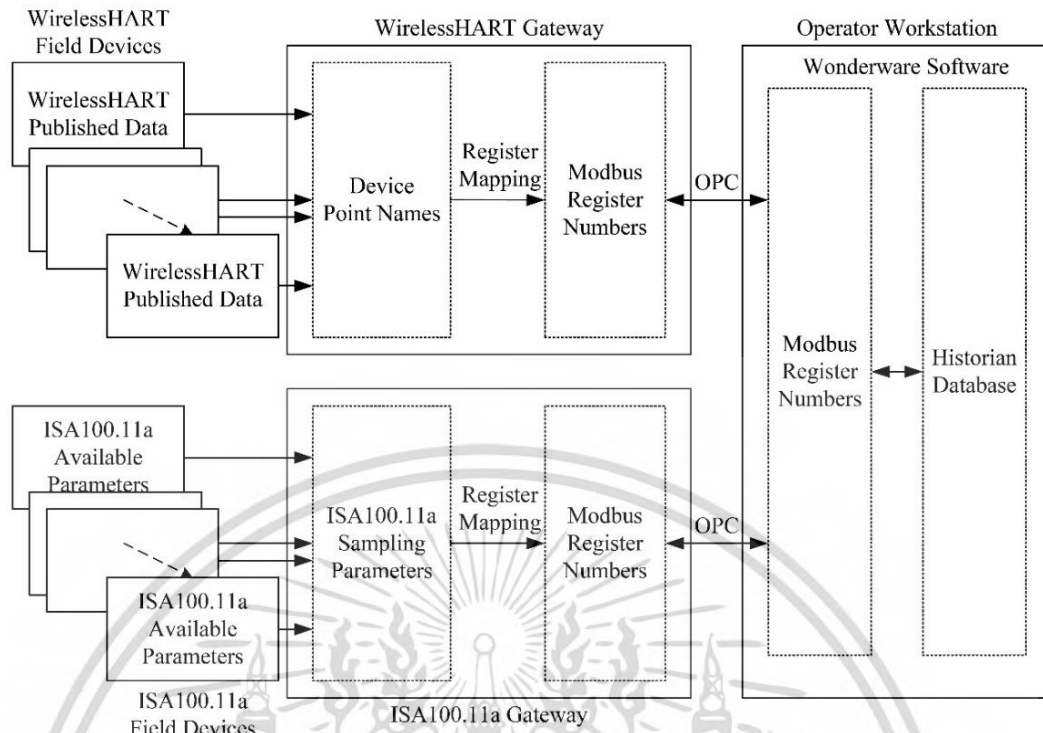 WirelessHART
Field Devices
WirelessHART
Published Data
WirelessHART
Published Data
WirelessHART Gateway
Device
Point Names
Register
Mapping
Modbus
Register
Numbers
OPC
Operator Workstation
Wonderware Software
Modbus
Register
Numbers
Historian
Database
ISA100.11a
Available
Parameters
ISA100.11a
Available
Parameters
ISA100.11a
Field Devices
ISA100.11a
Sampling
Parameters
Register
Mapping
Modbus
Register
Numbers
OPC
ISA100.11a Gateway